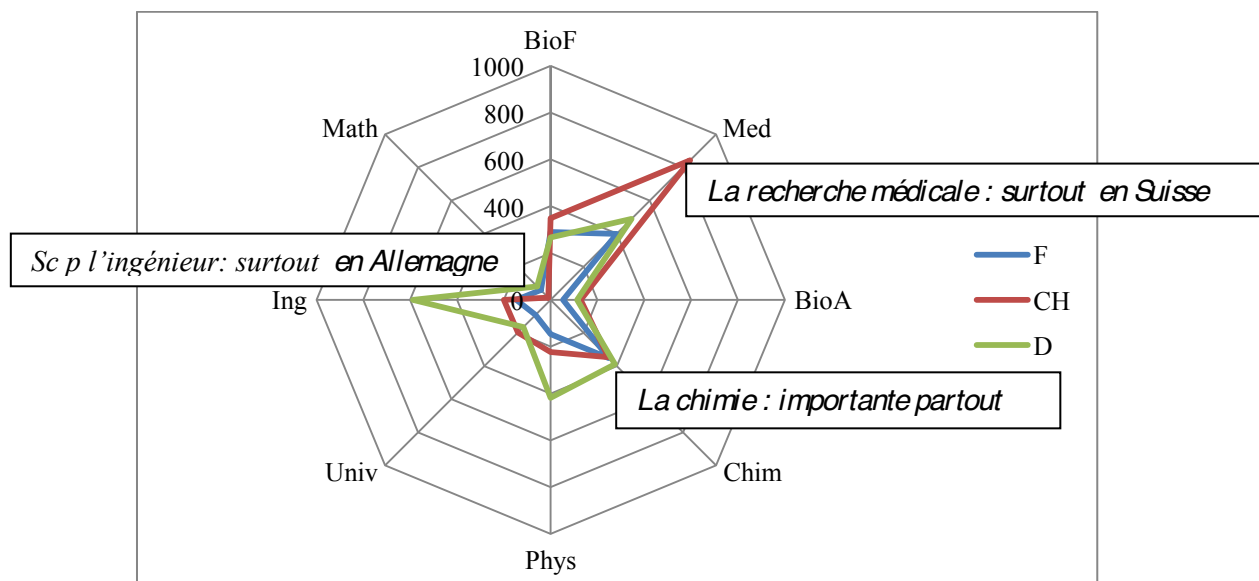 BioF
1000
800
600
400
0
Math
Med
La recherche médicale : surtout en Suisse
Sc p l'ingénieur: surtout en Allemagne
F
CH
D
Ing
BioA
La chimie : importante partout
Univ
Chim
Phys